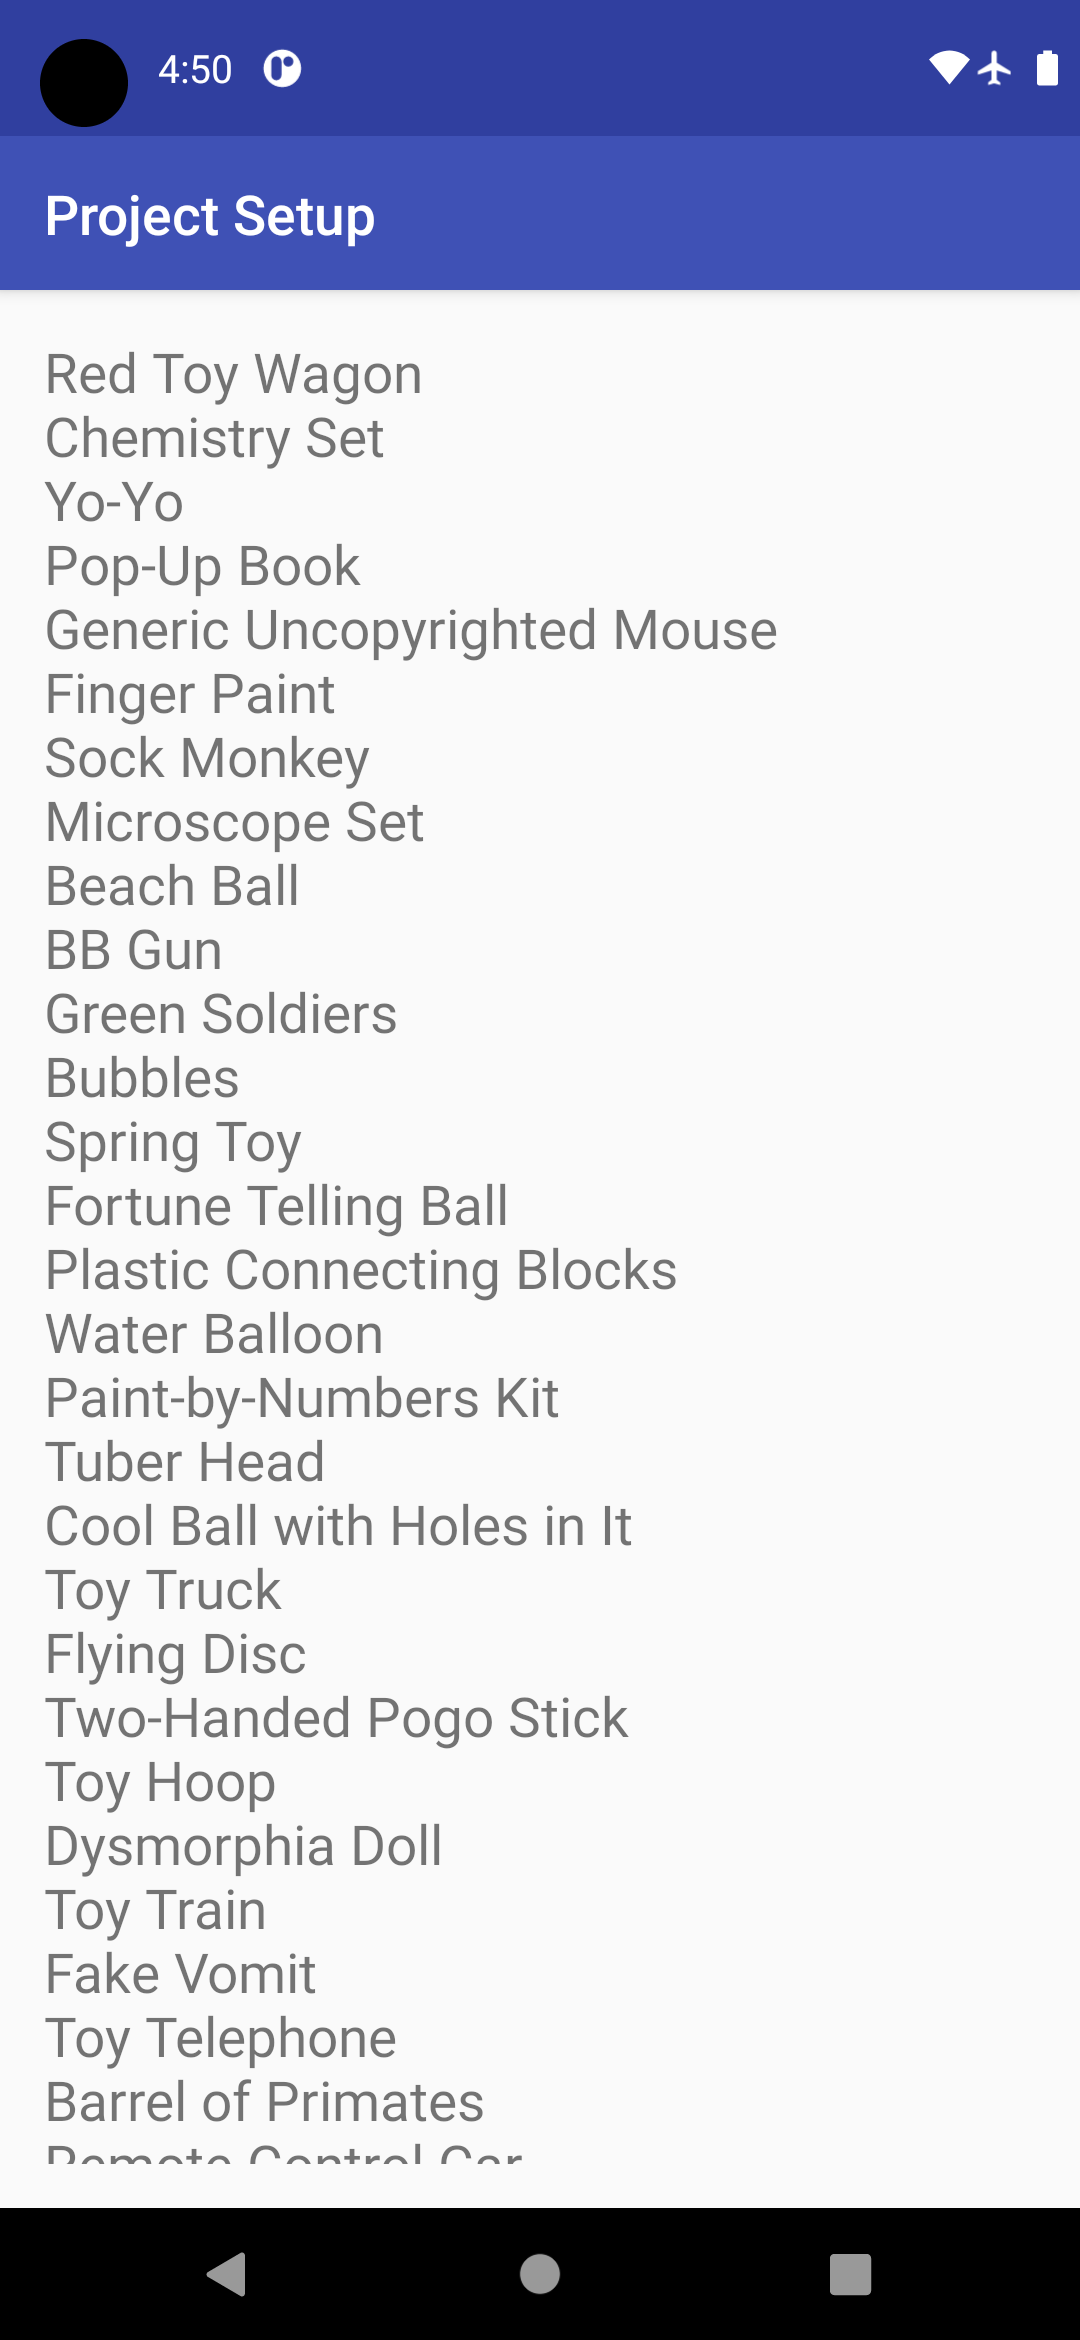 4:50
Project Setup
Red Toy Wagon
Chemistry Set
Yo-Yo
Pop-Up Book
Generic Uncopyrighted Mouse
Finger Paint
Sock Monkey
Microscope Set
Beach Ball
BB Gun
Green Soldiers
Bubbles
Spring Toy
Fortune Telling Ball
Plastic Connecting Blocks
Water Balloon
Paint-by-Numbers Kit
Tuber Head
Cool Ball with Holes in It
Toy Truck
Flying Disc
Two-Handed Pogo Stick
Toy Hoop
Dysmorphia Doll
Toy Train
Fake Vomit
Toy Telephone
Barrel of Primates
Remote Control Car